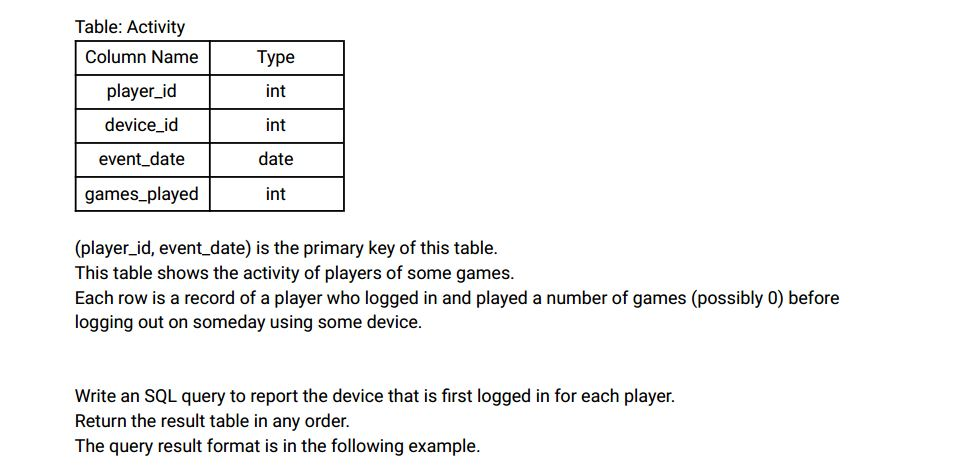 Table: Activity
Column Name Type
player_id int
device_id int
event_date date
games_played int
(player_id, event_date) is the primary key of this table.
This table shows the activity of players of some games.
Each row is a record of a player who logged in and played a number of games (possibly 0) before
logging out on someday using some device.
Write an SQL query to report the device that is first logged in for each player.
Return the result table in any order.
The query result format is in the following example.